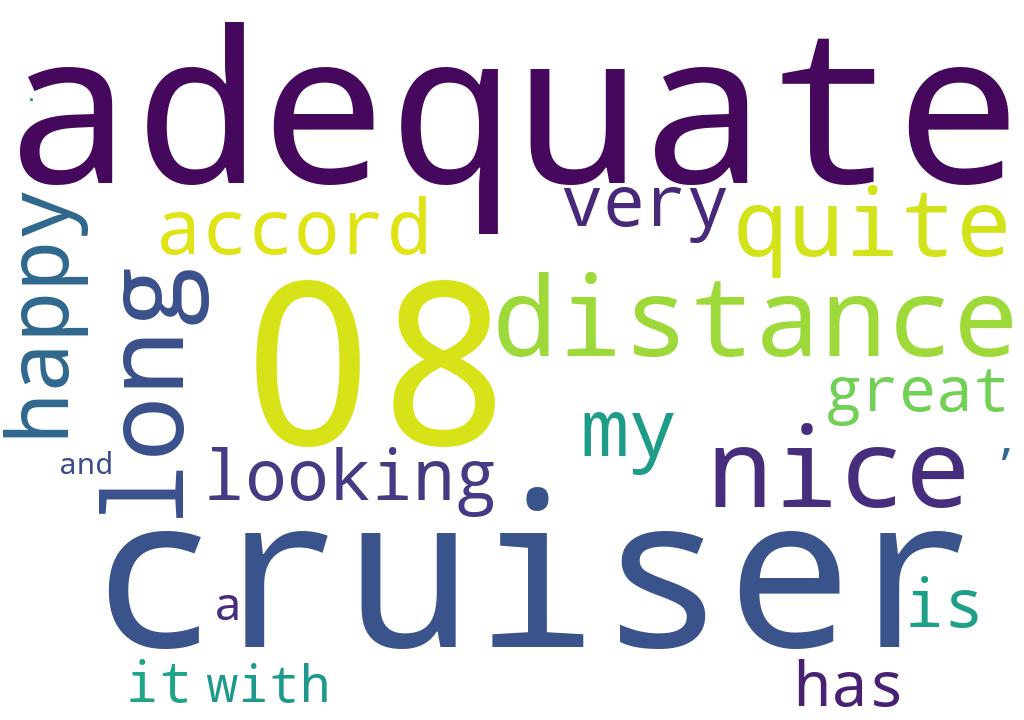 adequate
.
happy
accord
very
quite
long
08
distance
great
my
nice
looking
and
,
cruiser
a
is
it
with
has